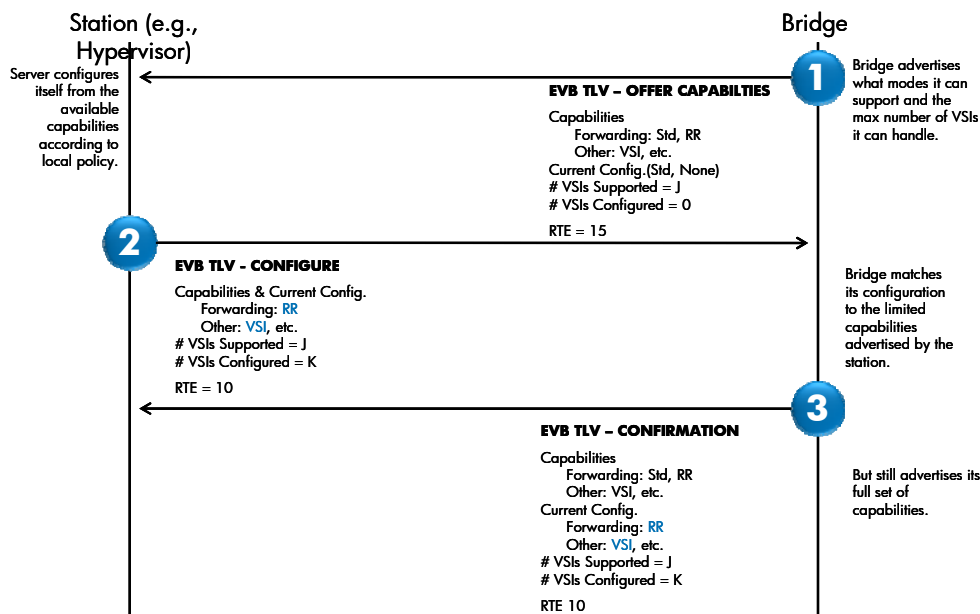 Station (e.g.,
Hypervisor)
Bridge
Server configures
itself from the
available
capabilities
according to
local policy.
1
Bridge advertises
what modes it can
support and the
max number of VSIs
it can handle.
EVB TLV – OFFER CAPABILTIES
Capabilities
Forwarding: Std, RR
Other: VSI, etc.
Current Config.(Std, None)
# VSIs Supported = J
# VSIs Configured = 0
RTE = 15
2
EVB TLV - CONFIGURE
Capabilities & Current Config.
Forwarding: RR
Other: VSI, etc.
# VSIs Supported = J
# VSIs Configured = K
RTE = 10
Bridge matches
its configuration
to the limited
capabilities
advertised by the
station.
3
EVB TLV – CONFIRMATION
Capabilities
Forwarding: Std, RR
Other: VSI, etc.
Current Config.
Forwarding: RR
Other: VSI, etc.
# VSIs Supported = J
# VSIs Configured = K
RTE 10
But still advertises its
full set of
capabilities.